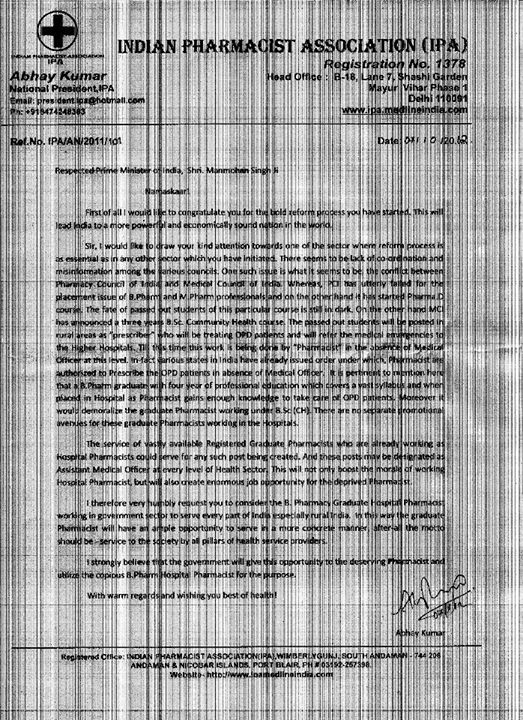 INDIAN PHARMACIST ASSOCIATION (IPA)
INDIAN PHARMACIST ASSOCIATION
IPA
Registration No. 1378
Abhay Kumar
National President,IPA
Email: president.ipa@hotmail.com
Ph: +919474248363
Head Office : B-18, Lane 7, Shashi Garden
Mayur Vihar Phase 1
Delhi 110091
www.ipa.medlineindia.com
Ref.No. IPA/AN/2011/101
Date:
Respected Prime Minister of India, Shri. Manmohan Singh Ji
Namaskaar!
First of all I would like to congratulate you for the bold reform process you have started. This will
lead India to a more powerful and economically sound nation in the world.
Sir, I would like to draw your kind attention towards one of the sector where reform process is
as essential as in any other sector which you have initiated. There seems to be lack of co-ordination and
misinformation among the various councils. One such issue is what it seems to be, the conflict between
Pharmacy Council of India and Medical Council of India. Whereas, PCI has utterly failed for the
placement issue of B.Pharm and M.Pharm professionals and on the other hand it has started Pharma.D
course. The fate of passed out students of this particular course is still in dark. On the other hand MCI
has announced a three years B.Sc. Community Health course. The passed out students will be posted in
rural areas as "prescriber" who will be treating OPD patients and will refer the medical emergencies to
the Higher Hospitals. Till this time this work is being done by "Pharmacist" in the absence of Medical
Officer at this level. In-fact various states in India have already issued order under which, Pharmacist are
authorized to Prescribe the OPD patients in absence of Medical Officer. It is pertinent to mention here
that a B.Pharm graduate with four year of professional education which covers a vast syllabus and when
placed in Hospital as Pharmacist gains enough knowledge to take care of OPD patients. Moreover it
would demoralize the graduate Pharmacist working under B.Sc (CH). There are no separate promotional
avenues for these graduate Pharmacists working in the Hospitals.
The service of vastly available Registered Graduate Pharmacists who are already working as
Hospital Pharmacists could serve for any such post being created. And these posts may be designated as
Assistant Medical Officer at every level of Health Sector. This will not only boost the morale of working
Hospital Pharmacist, but will also create enormous job opportunity for the deprived Pharmacist.
I therefore very humbly request you to consider the B. Pharmacy Graduate Hospital Pharmacist
working in government sector to serve every part of India especially rural India. In this way the graduate
Pharmacist will have an ample opportunity to serve in a more concrete manner, after-all the motto
should be - service to the society by all pillars of health service providers.
I strongly believe that the government will give this opportunity to the deserving Pharmacist and
utilize the copious B.Pharm Hospital Pharmacist for the purpose.
With warm regards and wishing you best of health!
Abhay Kumar
Registered Office: INDIAN PHARMACIST ASSOCIATION(IPA),WIMBERLYGUNJ, SOUTH ANDAMAN - 744 206
ANDAMAN & NICOBAR ISLANDS, PORT BLAIR, PH # 03192-257398,
Website- http://www.ipamedlineindia.com